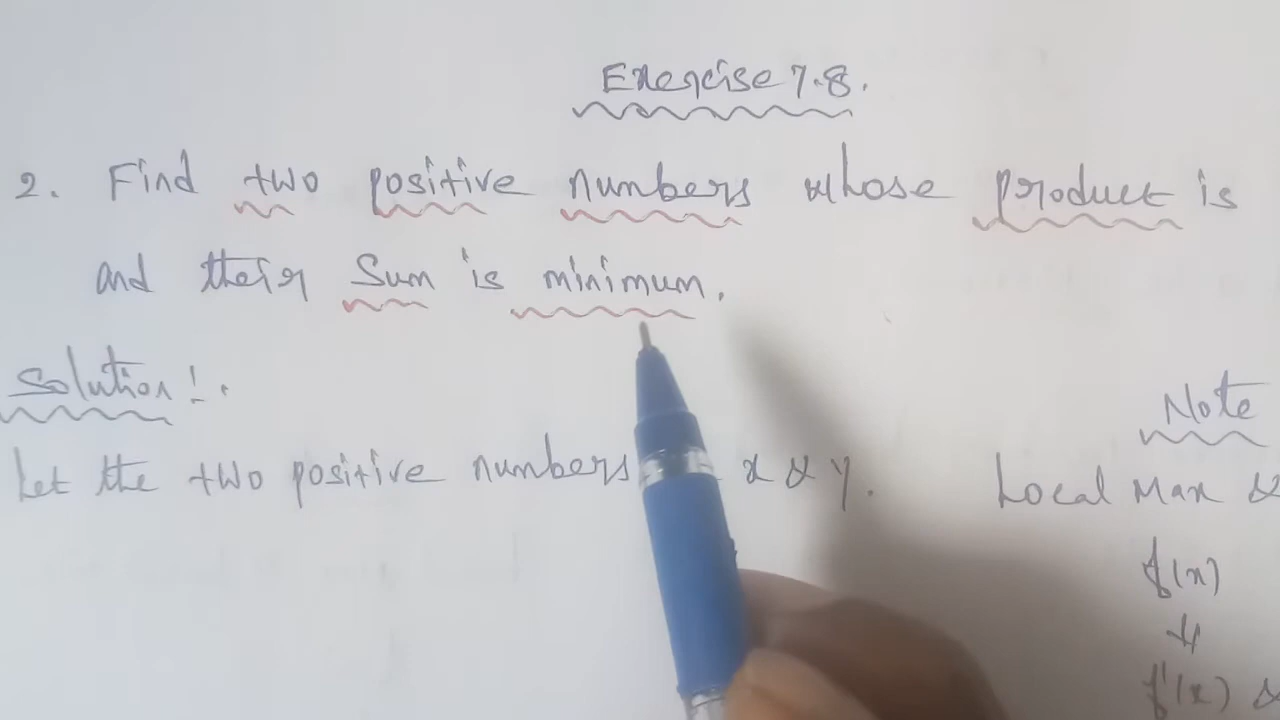 Exercise 7.8.
2. Find two positive numbers whose product is
and their Sum is minimum.
Solution:.
Let the two positive numbers x & y.
Note
Local Max &
f(x)
f'(x) &